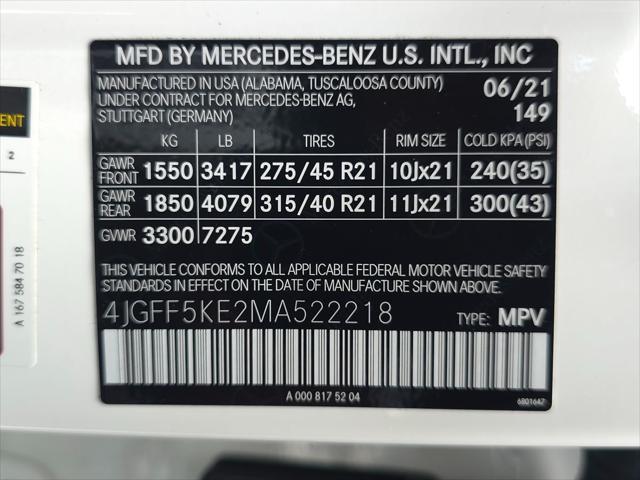 MFD BY MERCEDES-BENZ U.S. INTL., INC
MANUFACTURED IN USA (ALABAMA, TUSCALOOSA COUNTY) 06/21
UNDER CONTRACT FOR MERCEDES-BENZ AG, 149
STUTTGART (GERMANY)
KG LB TIRES RIM SIZE COLD KPA(PSI)
GAWR FRONT 1550 3417 275/45 R21 10Jx21 240(35)
GAWR REAR 1850 4079 315/40 R21 11Jx21 300(43)
GVWR 3300 7275
THIS VEHICLE CONFORMS TO ALL APPLICABLE FEDERAL MOTOR VEHICLE SAFETY
STANDARDS IN EFFECT ON THE DATE OF MANUFACTURE SHOWN ABOVE
4JGFF5KE2MA522218 TYPE: MPV
A 000 817 52 04 6801647
ENT
2
A 167 584 70 18